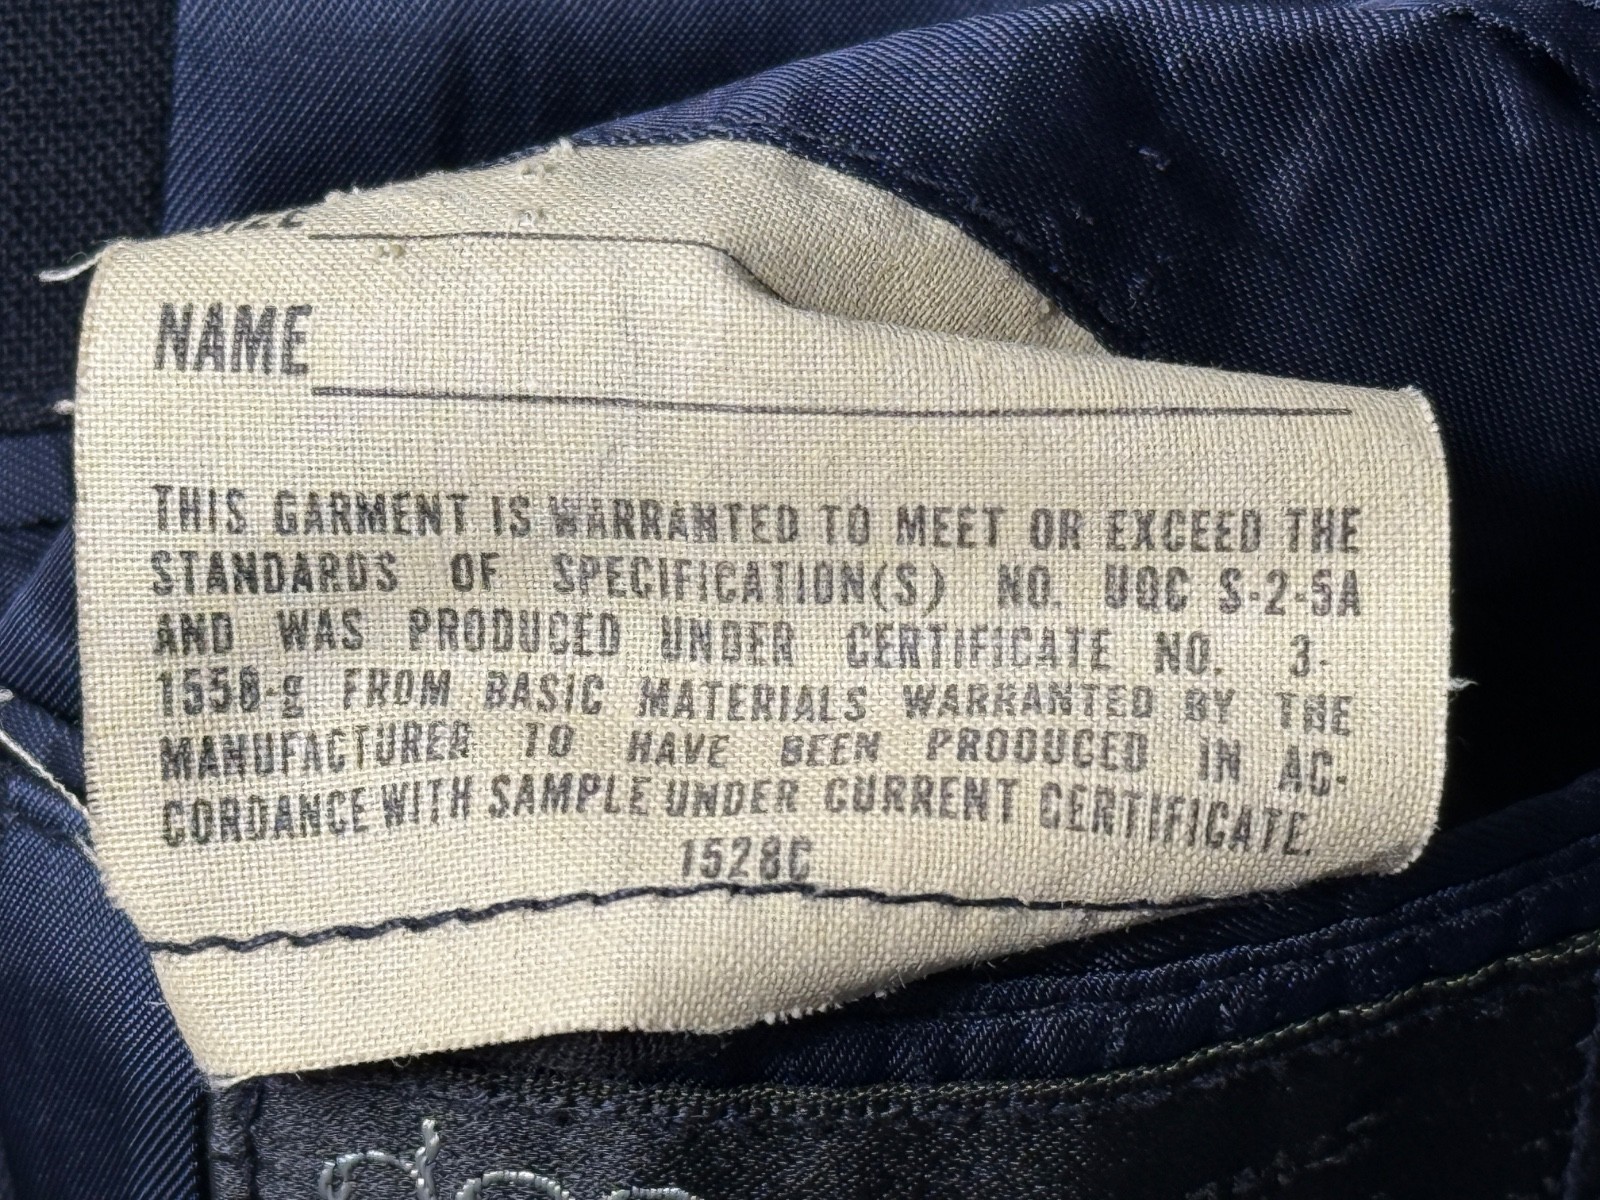 NAME
THIS GARMENT IS WARRANTED TO MEET OR EXCEED THE
STANDARDS OF SPECIFICATION(S) NO. UQC S-2-5A
AND WAS PRODUCED UNDER CERTIFICATE NO. 3-
1558-g FROM BASIC MATERIALS WARRANTED BY THE
MANUFACTURER TO HAVE BEEN PRODUCED IN AC-
CORDANCE WITH SAMPLE UNDER CURRENT CERTIFICATE.
1528C